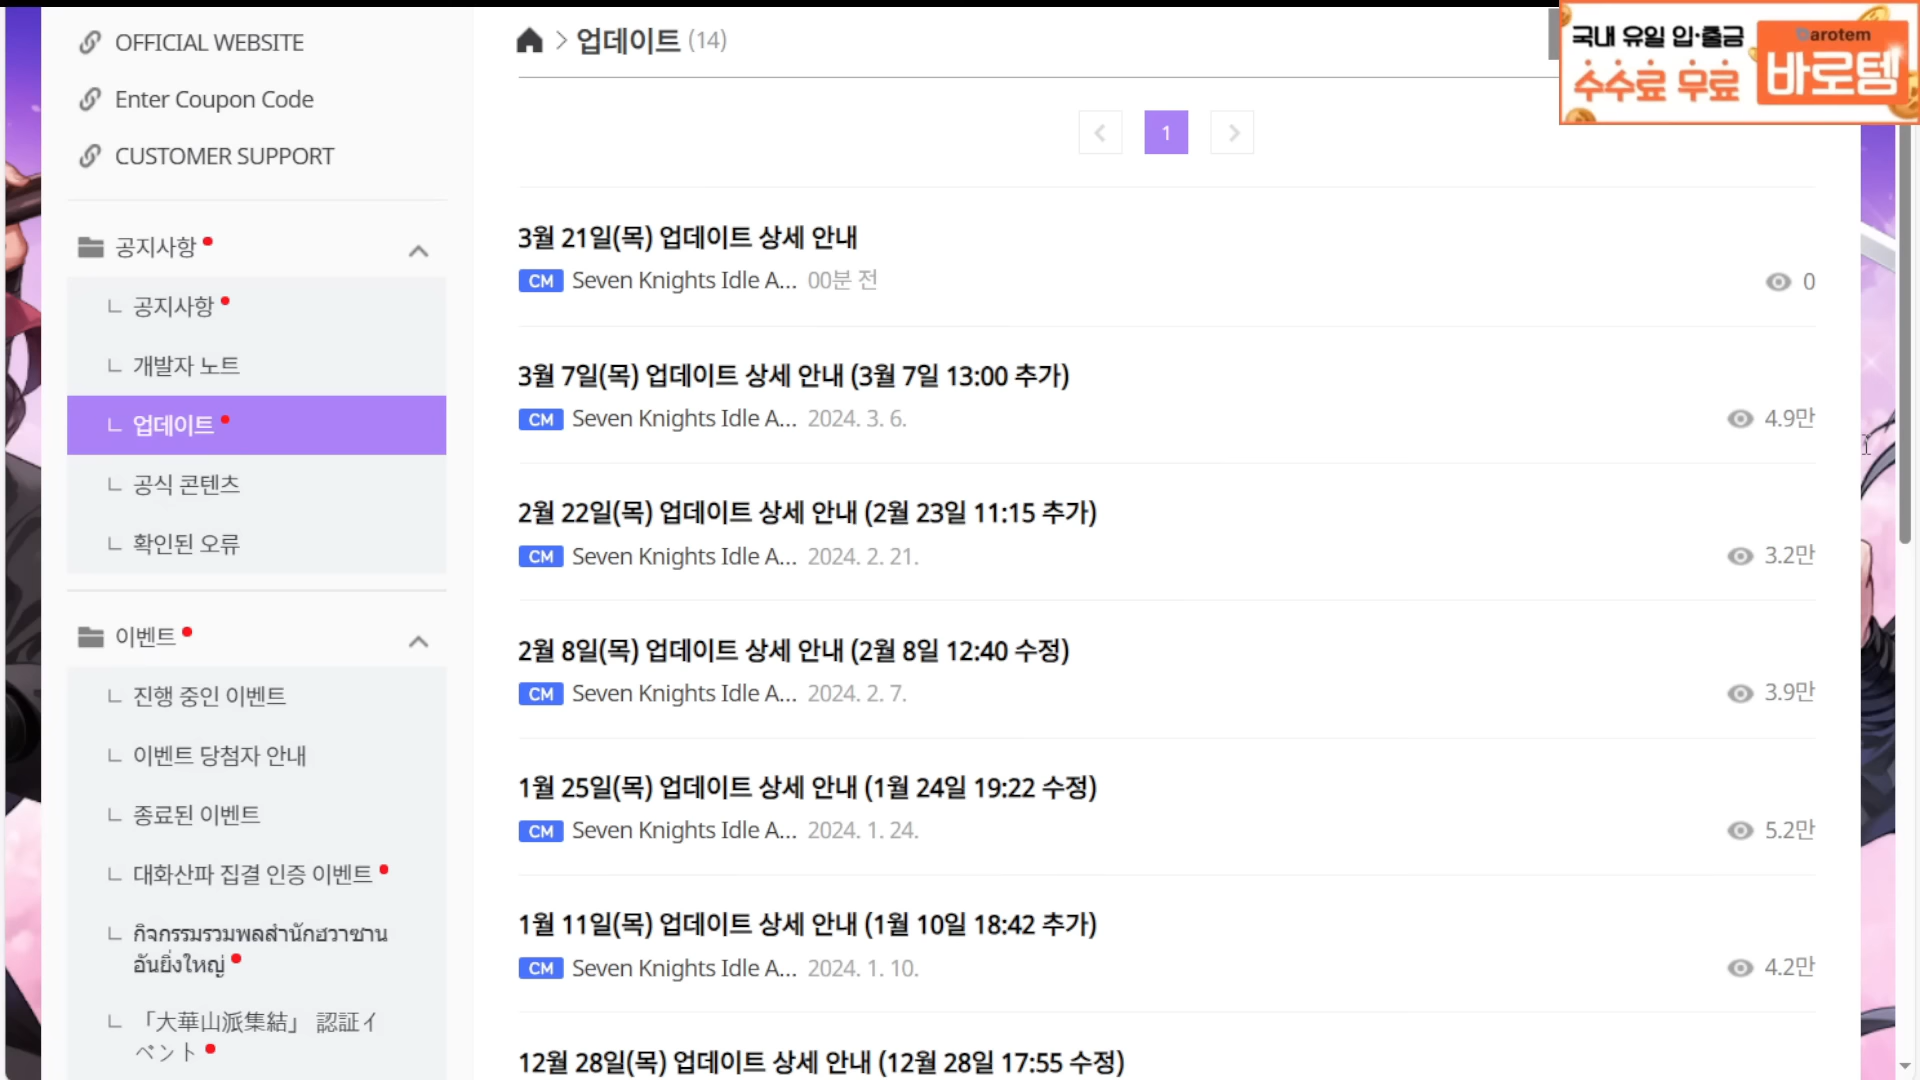 OFFICIAL WEBSITE
Enter Coupon Code
CUSTOMER SUPPORT
공지사항
공지사항
개발자 노트
업데이트
공식 콘텐츠
확인된 오류
이벤트
진행 중인 이벤트
이벤트 당첨자 안내
종료된 이벤트
대화산파 집결 인증 이벤트
กิจกรรมรวมพลสำนักฮวาซาน
อันยิ่งใหญ่
「大華山派集結」 認証イ
ベント
> 업데이트 (14)
국내 유일 입·출금
수수료 무료
Barotem
바로템
< 1 >
3월 21일(목) 업데이트 상세 안내
CM Seven Knights Idle A... 00분 전
0
3월 7일(목) 업데이트 상세 안내 (3월 7일 13:00 추가)
CM Seven Knights Idle A... 2024. 3. 6.
4.9만
2월 22일(목) 업데이트 상세 안내 (2월 23일 11:15 추가)
CM Seven Knights Idle A... 2024. 2. 21.
3.2만
2월 8일(목) 업데이트 상세 안내 (2월 8일 12:40 수정)
CM Seven Knights Idle A... 2024. 2. 7.
3.9만
1월 25일(목) 업데이트 상세 안내 (1월 24일 19:22 수정)
CM Seven Knights Idle A... 2024. 1. 24.
5.2만
1월 11일(목) 업데이트 상세 안내 (1월 10일 18:42 추가)
CM Seven Knights Idle A... 2024. 1. 10.
4.2만
12월 28일(목) 업데이트 상세 안내 (12월 28일 17:55 수정)